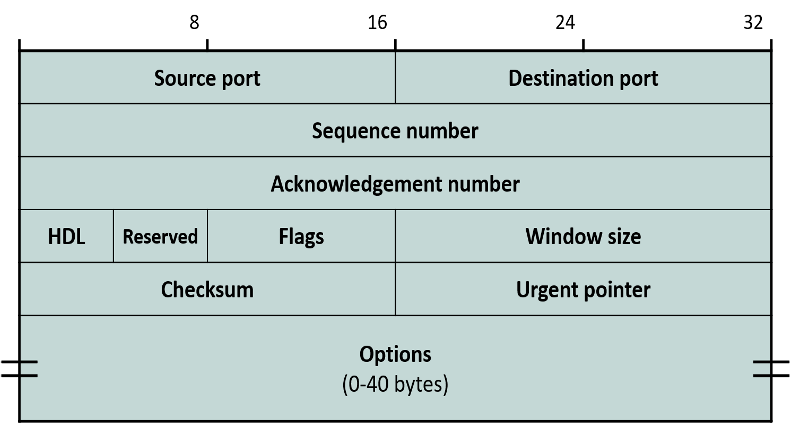 8 16 24 32
Source port Destination port
Sequence number
Acknowledgement number
HDL Reserved Flags Window size
Checksum Urgent pointer
Options
(0-40 bytes)